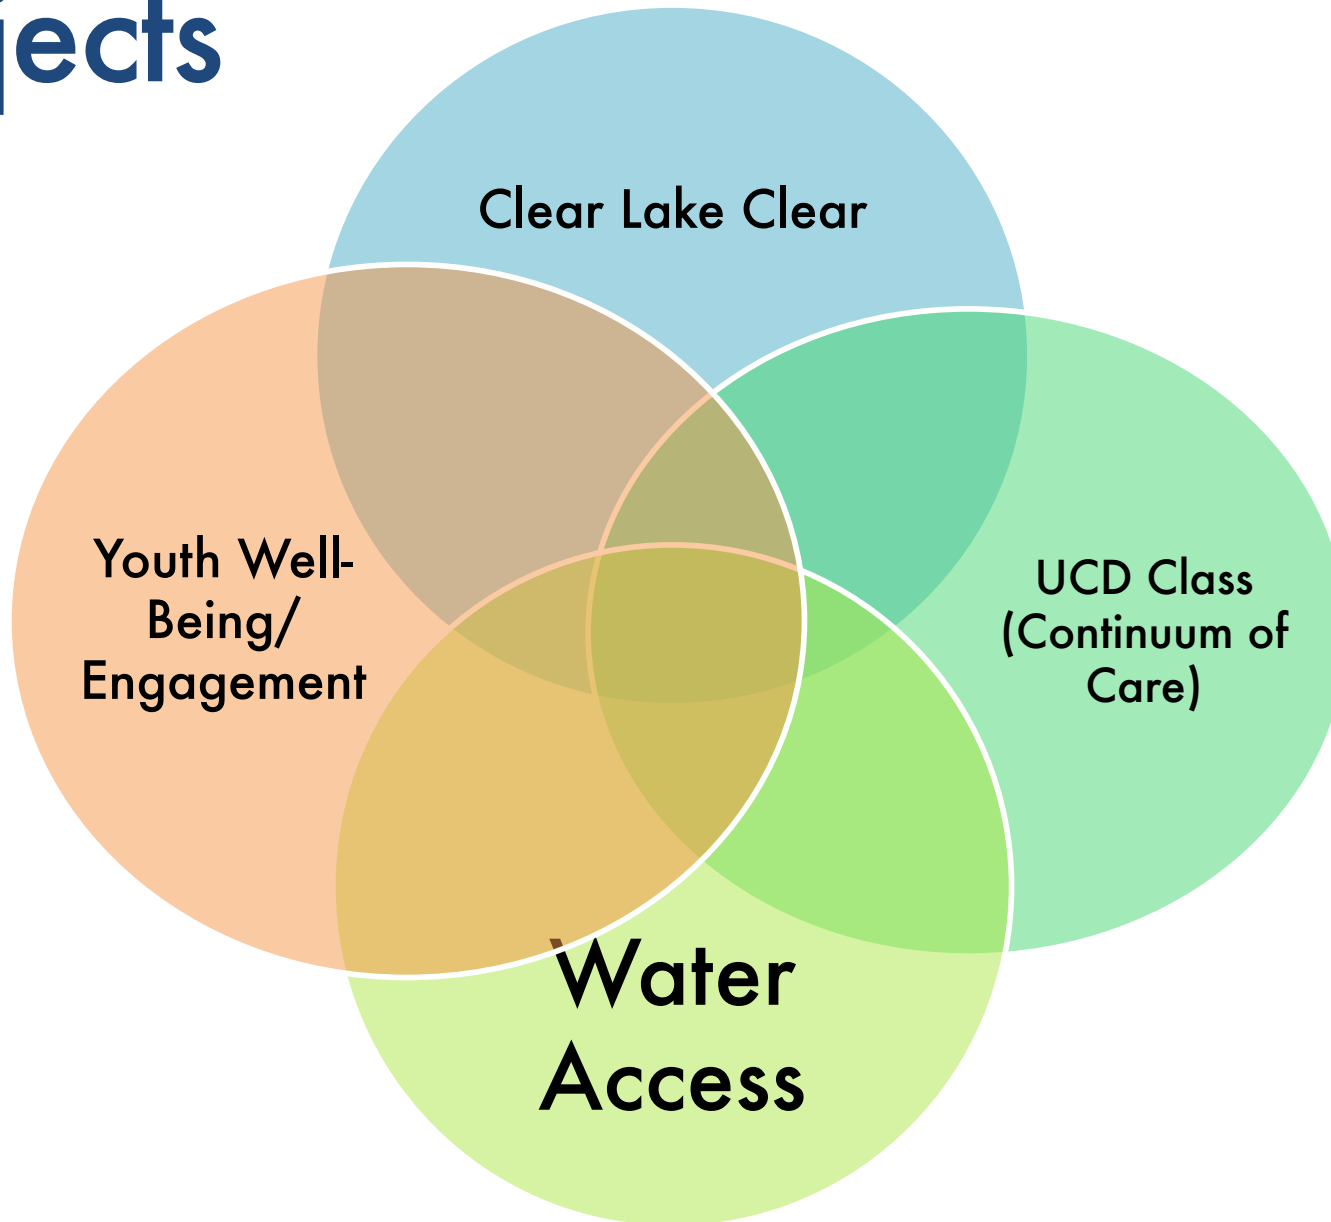 jects
Clear Lake Clear
Youth Well-
Being/
Engagement
UCD Class
(Continuum of
Care)
Water
Access